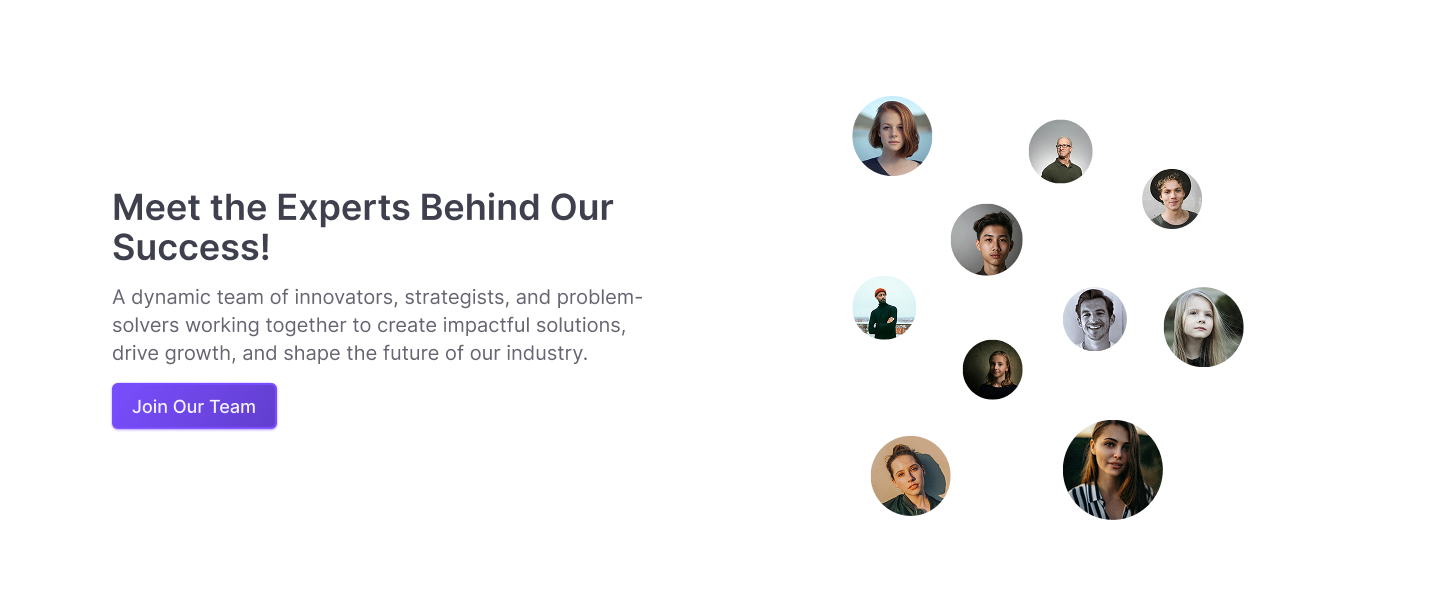 Meet the Experts Behind Our
Success!
A dynamic team of innovators, strategists, and problem-
solvers working together to create impactful solutions,
drive growth, and shape the future of our industry.
Join Our Team